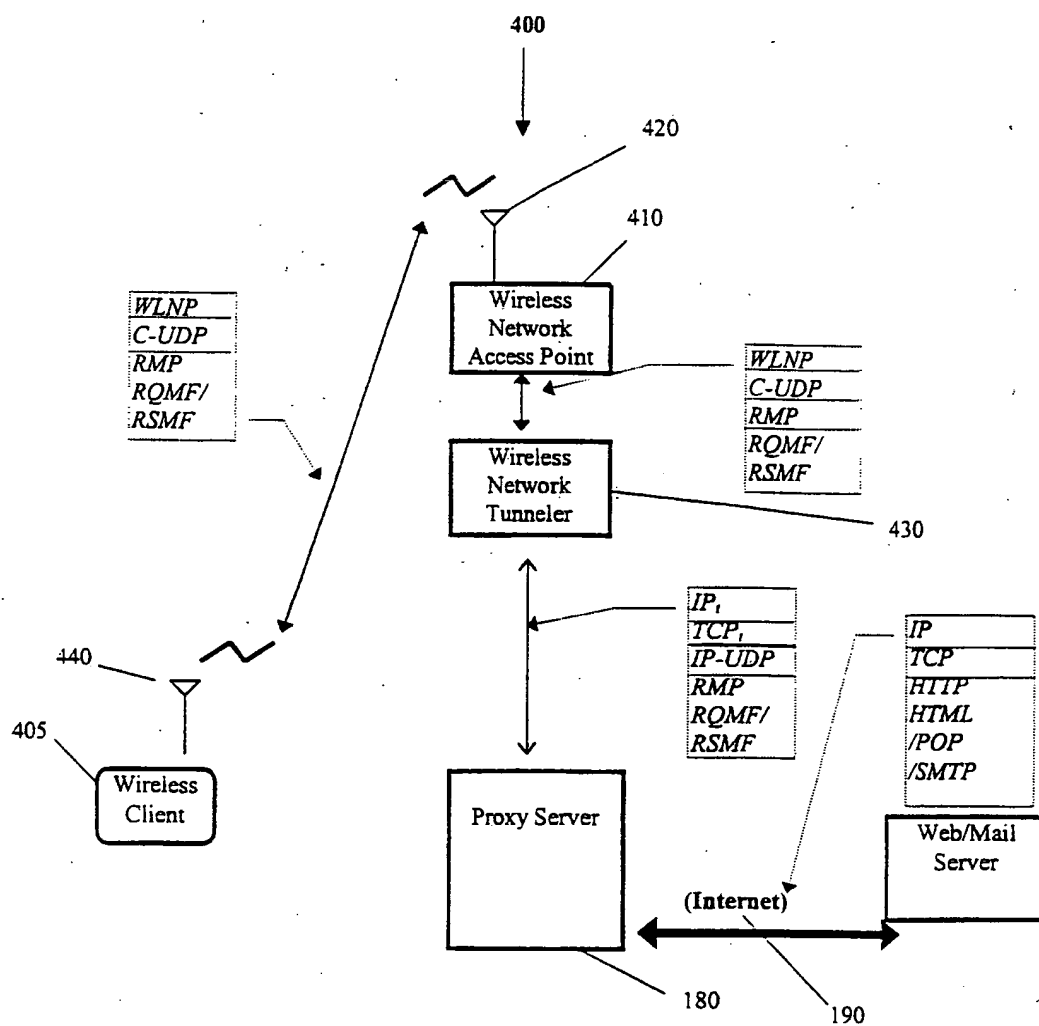 400
420
410
Wireless
Network
Access Point
WLNP
C-UDP
RMP
RQMF/
RSMF
WLNP
C-UDP
RMP
RQMF/
RSMF
Wireless
Network
Tunneler
430
IPₜ
TCPₜ
IP-UDP
RMP
RQMF/
RSMF
IP
TCP
HTTP
HTML
/POP
/SMTP
440
405
Wireless
Client
Proxy Server
Web/Mail
Server
(Internet)
180
190